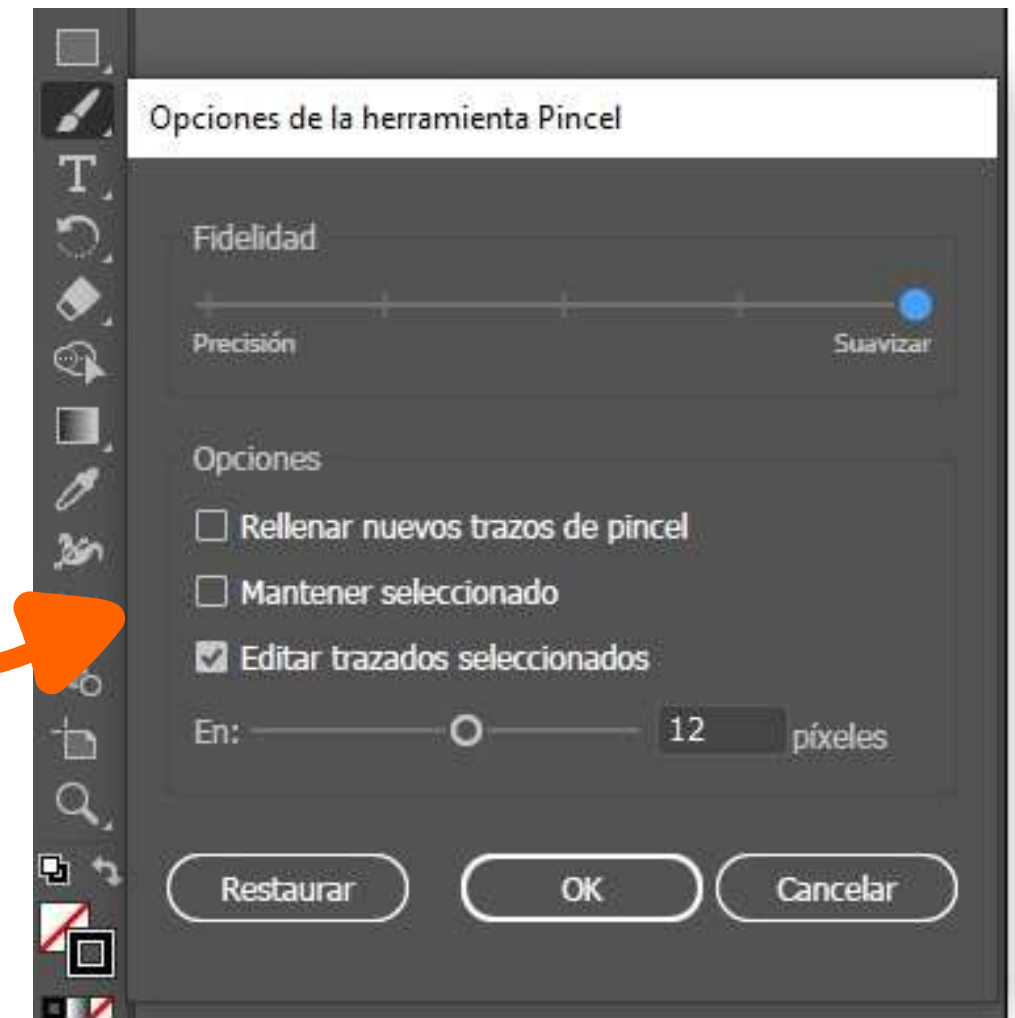 Opciones de la herramienta Pincel
Fidelidad
Precisión Suavizar
Opciones
Rellenar nuevos trazos de pincel
Mantener seleccionado
Editar trazados seleccionados
En: 12 píxeles
Restaurar OK Cancelar